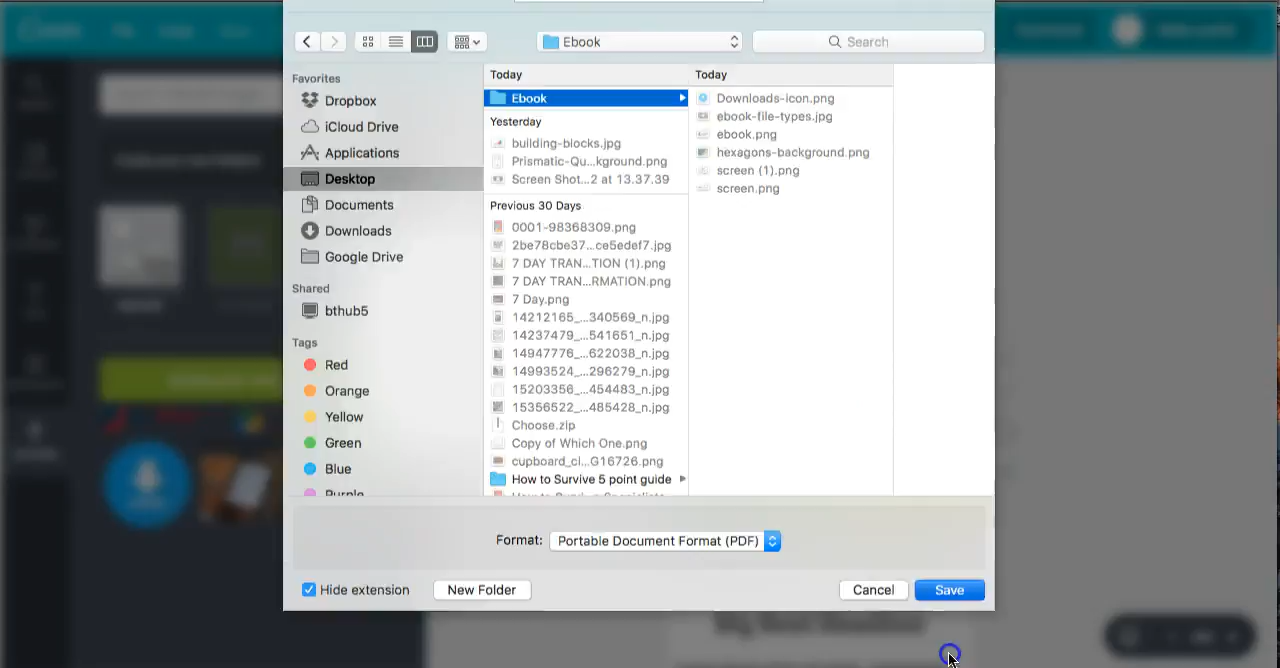 Ebook
Search
Favorites
Dropbox
iCloud Drive
Applications
Desktop
Documents
Downloads
Google Drive
Shared
bthub5
Tags
Red
Orange
Yellow
Green
Blue
Purple
Today
Ebook
Yesterday
building-blocks.jpg
Prismatic-Qu...kground.png
Screen Shot...2 at 13.37.39
Previous 30 Days
0001-98368309.png
2be78cbe37...ce5edef7.jpg
7 DAY TRAN...TION (1).png
7 DAY TRAN...RMATION.png
7 Day.png
14212165_...340569_n.jpg
14237479_...541651_n.jpg
14947776_...622038_n.jpg
14993524_...296279_n.jpg
15203356_...454483_n.jpg
15356522_...485428_n.jpg
Choose.zip
Copy of Which One.png
cupboard_cl...G16726.png
How to Survive 5 point guide
Today
Downloads-icon.png
ebook-file-types.jpg
ebook.png
hexagons-background.png
screen (1).png
screen.png
Format: Portable Document Format (PDF)
Hide extension
New Folder
Cancel
Save